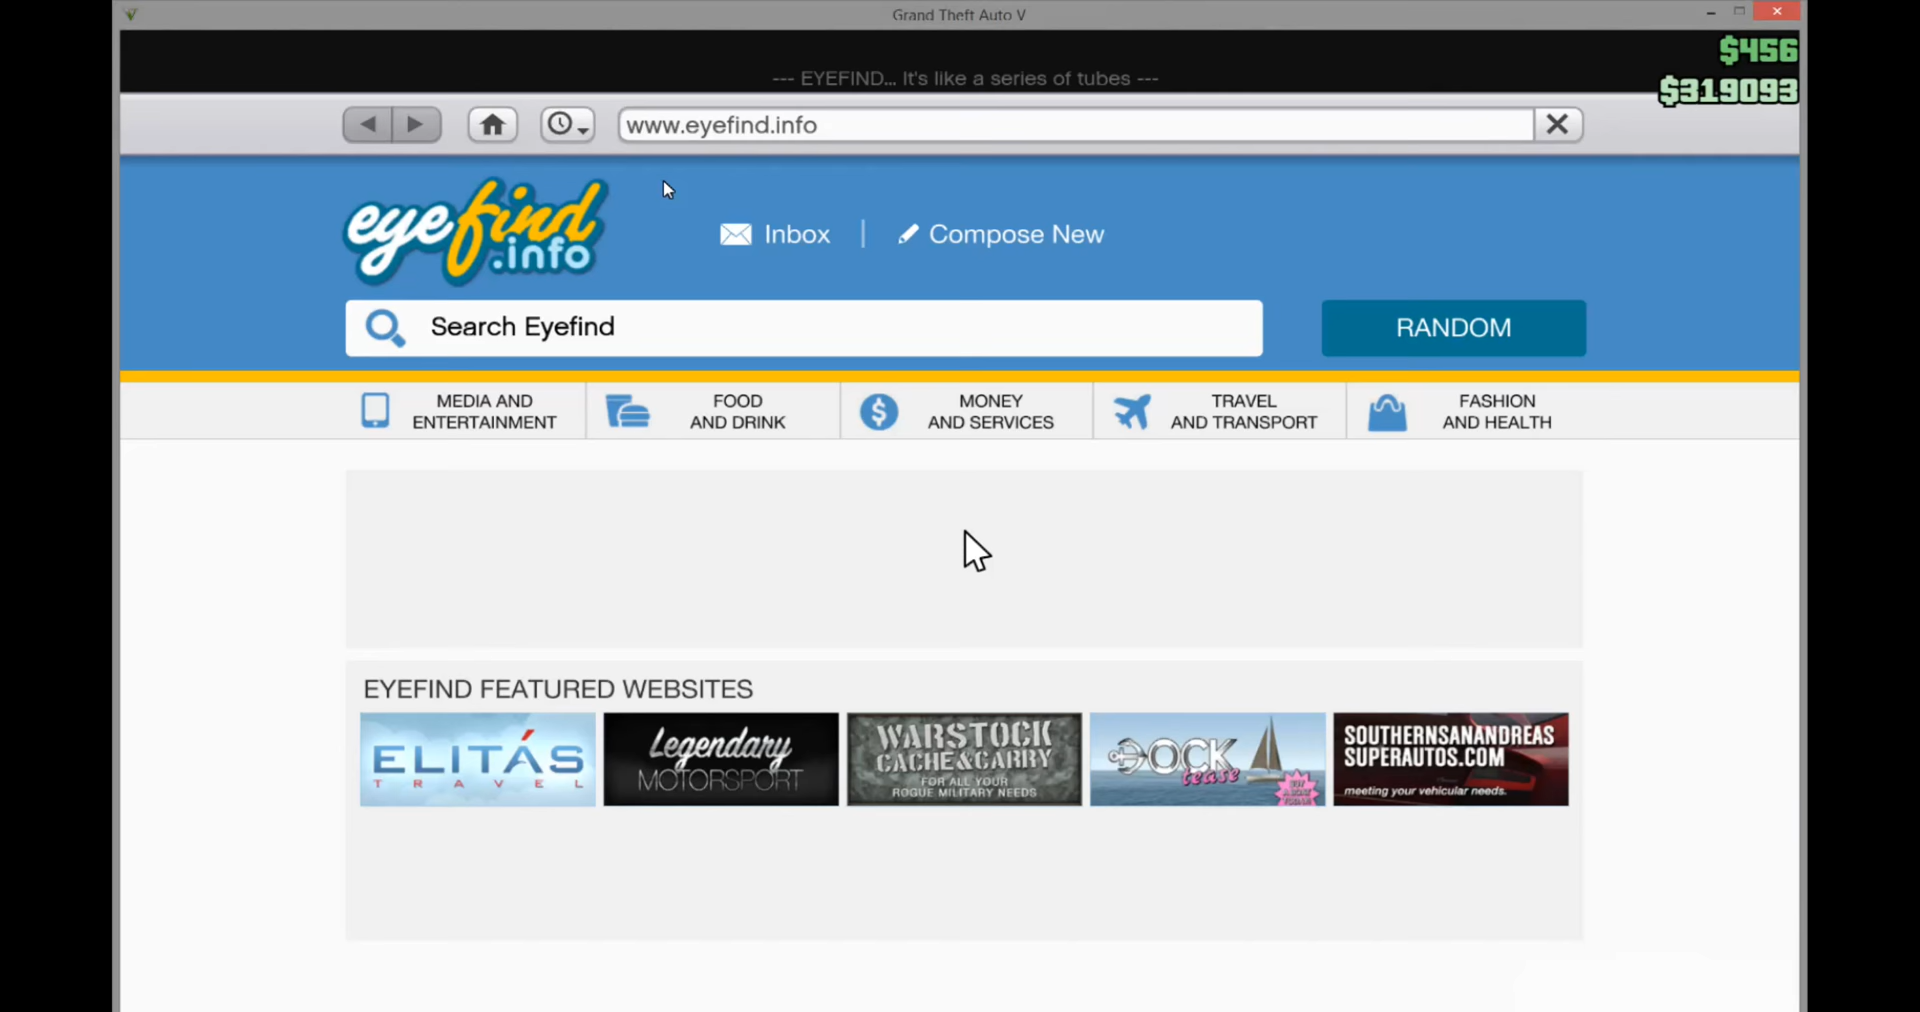 Grand Theft Auto V
$456
--- EYEFIND... It's like a series of tubes ---
$319093
www.eyefind.info
eyefind
.info
Inbox
Compose New
Search Eyefind
RANDOM
MEDIA AND
ENTERTAINMENT
FOOD
AND DRINK
MONEY
AND SERVICES
TRAVEL
AND TRANSPORT
FASHION
AND HEALTH
EYEFIND FEATURED WEBSITES
ELITÁS
TRAVEL
Legendary
MOTORSPORT
WARSTOCK
CACHE&CARRY
FOR ALL YOUR
ROGUE MILITARY NEEDS
DOCK
tease
SOUTHERNSANANDREAS
SUPERAUTOS.COM
meeting your vehicular needs.